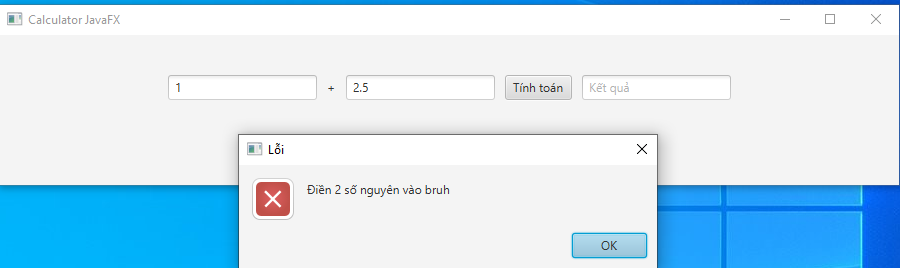 Calculator JavaFX
1 + 2.5 Tính toán Kết quả
Lỗi
Điền 2 số nguyên vào bruh
OK